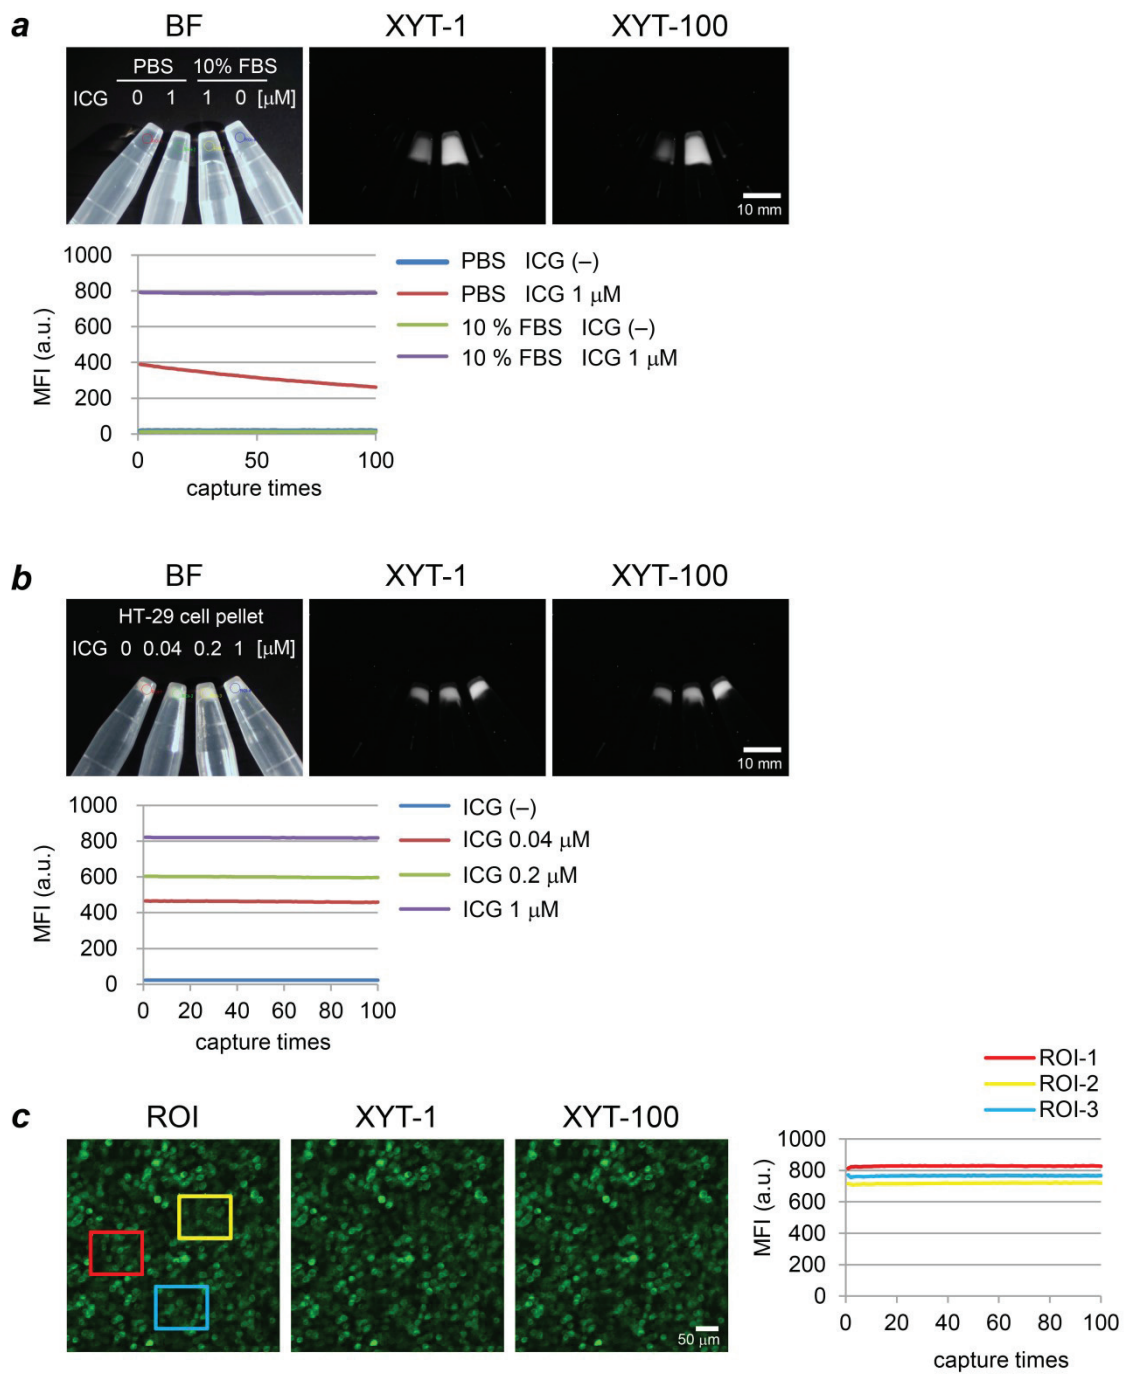 a
BF XYT-1 XYT-100
PBS 10% FBS
ICG 0 1 1 0 [μM]
10 mm
1000
800
600
400
200
0
MFI (a.u.)
0 50 100
capture times
PBS ICG (–)
PBS ICG 1 μM
10 % FBS ICG (–)
10 % FBS ICG 1 μM
b
BF XYT-1 XYT-100
HT-29 cell pellet
ICG 0 0.04 0.2 1 [μM]
10 mm
1000
800
600
400
200
0
MFI (a.u.)
0 20 40 60 80 100
capture times
ICG (–)
ICG 0.04 μM
ICG 0.2 μM
ICG 1 μM
c
ROI XYT-1 XYT-100
50 μm
ROI-1
ROI-2
ROI-3
1000
800
600
400
200
0
MFI (a.u.)
0 20 40 60 80 100
capture times